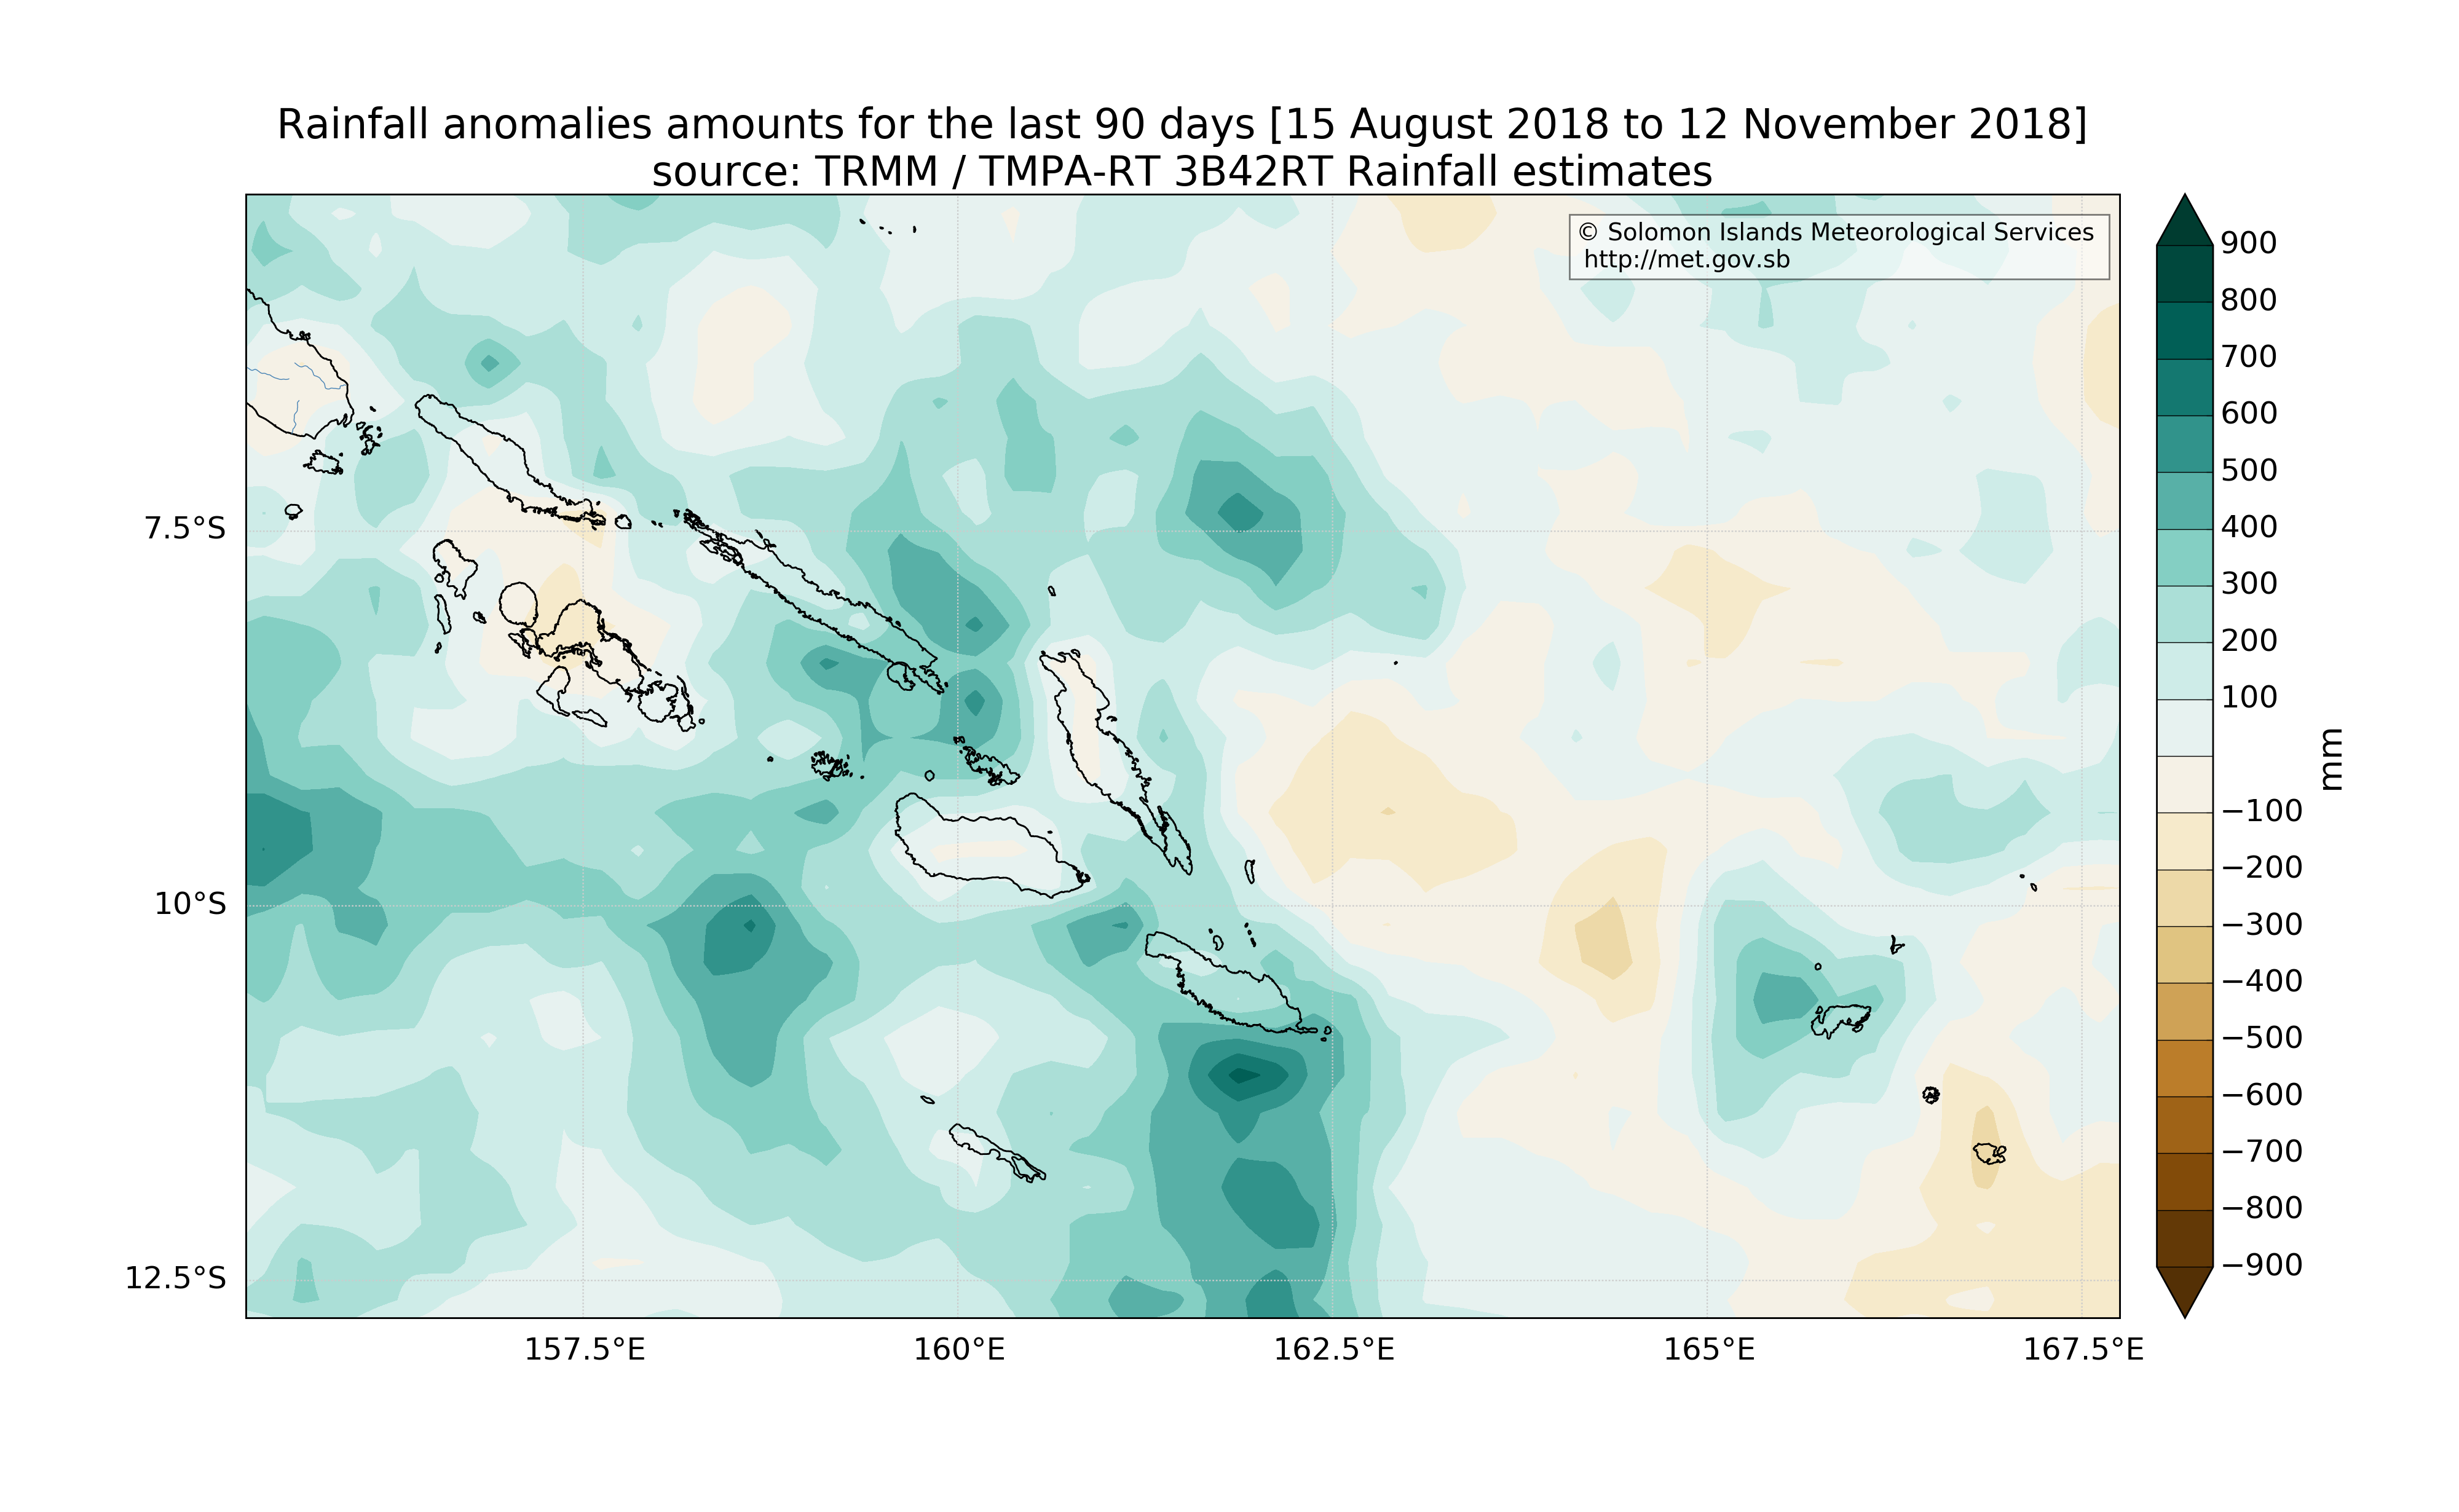 Rainfall anomalies amounts for the last 90 days [15 August 2018 to 12 November 2018]
source: TRMM / TMPA-RT 3B42RT Rainfall estimates
© Solomon Islands Meteorological Services
http://met.gov.sb
7.5°S
10°S
12.5°S
157.5°E
160°E
162.5°E
165°E
167.5°E
900
800
700
600
500
400
300
200
100
−100
−200
−300
−400
−500
−600
−700
−800
−900
mm